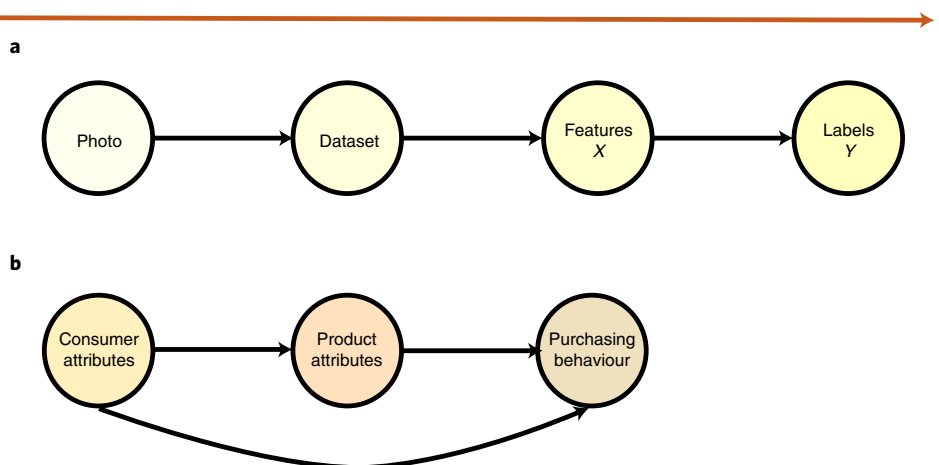 a
Photo
Dataset
Features
X
Labels
Y
b
Consumer
attributes
Product
attributes
Purchasing
behaviour